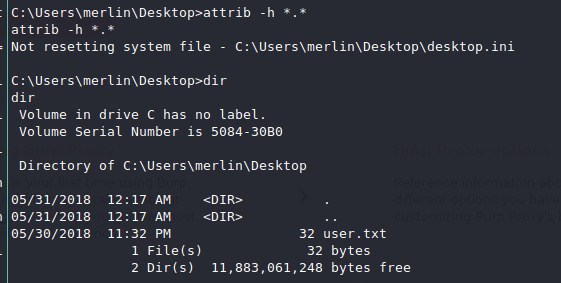 C:\Users\merlin\Desktop>attrib -h *.*
attrib -h *.*
Not resetting system file - C:\Users\merlin\Desktop\desktop.ini
C:\Users\merlin\Desktop>dir
dir
Volume in drive C has no label.
Volume Serial Number is 5084-30B0
Directory of C:\Users\merlin\Desktop
05/31/2018  12:17 AM    <DIR>          .
05/31/2018  12:17 AM    <DIR>          ..
05/30/2018  11:32 PM                32 user.txt
1 File(s)             32 bytes
2 Dir(s)  11,883,061,248 bytes free